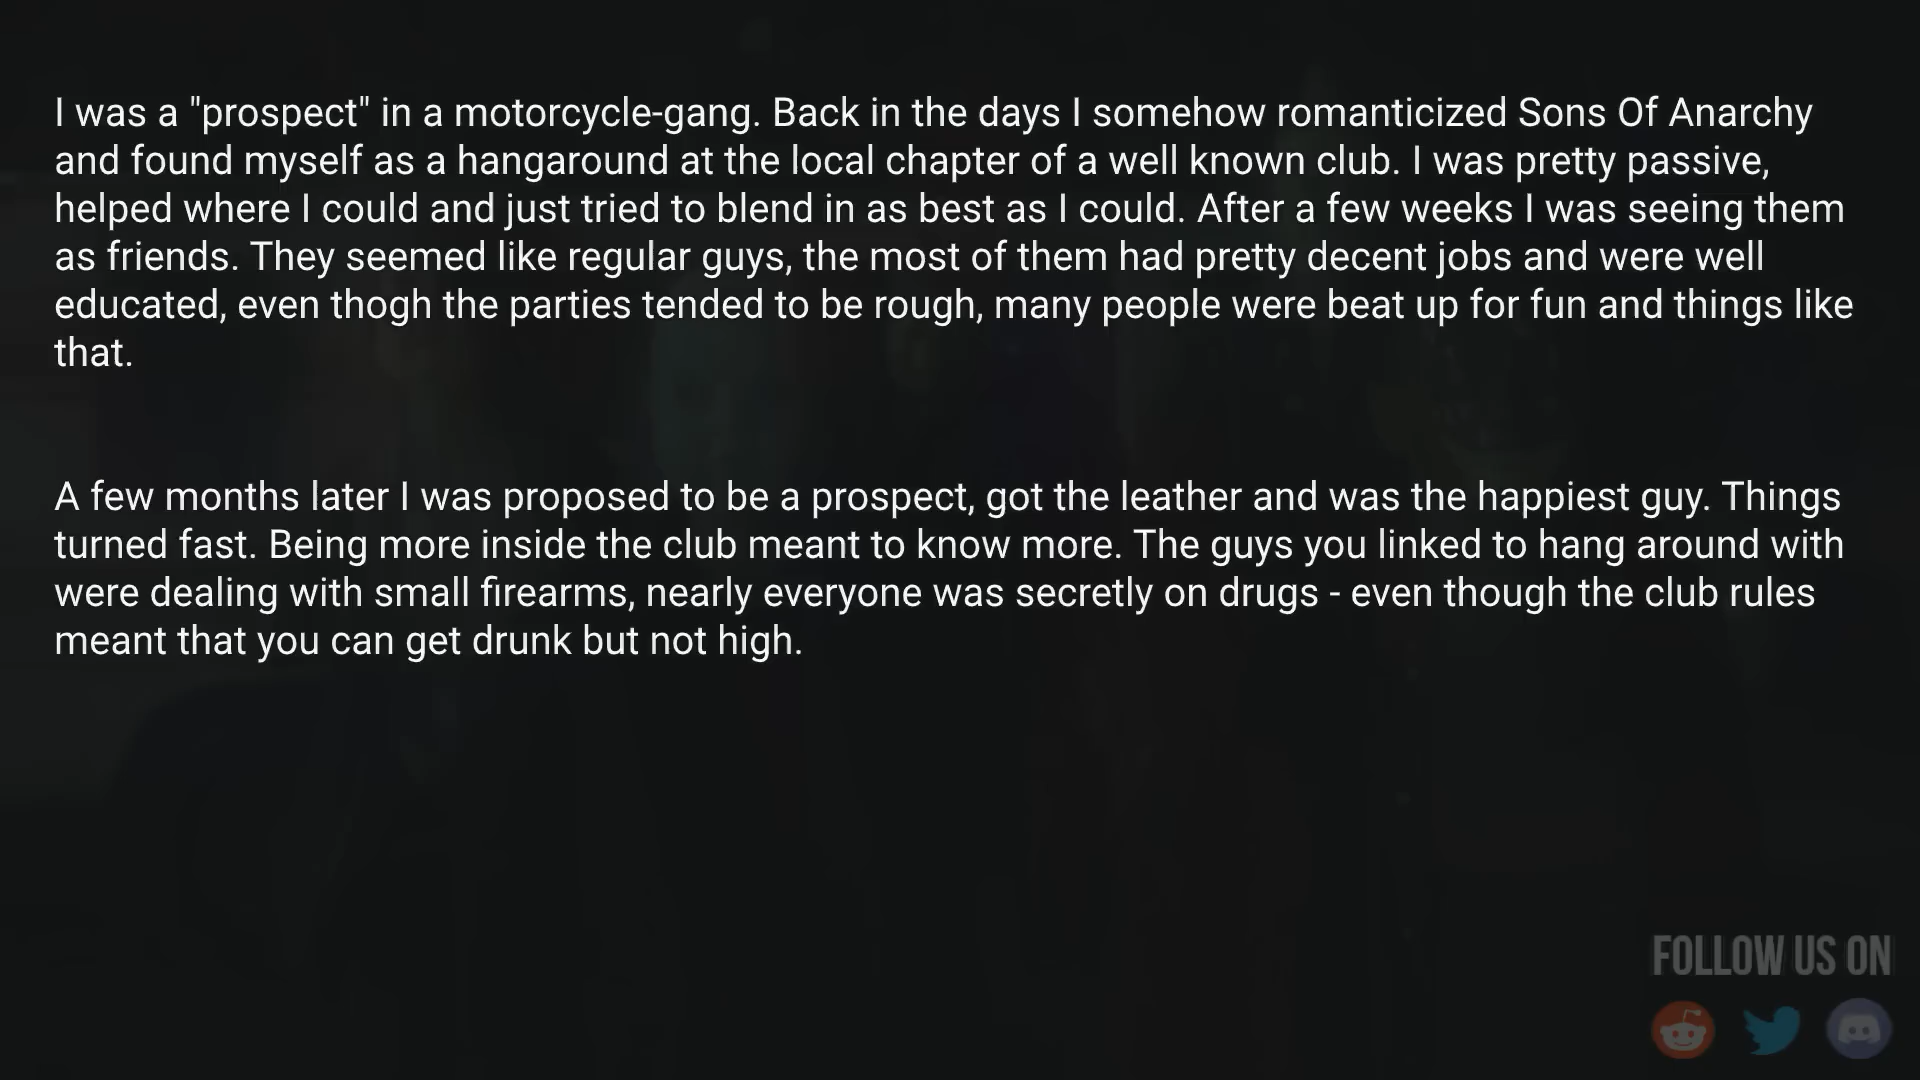 I was a "prospect" in a motorcycle-gang. Back in the days I somehow romanticized Sons Of Anarchy
and found myself as a hangaround at the local chapter of a well known club. I was pretty passive,
helped where I could and just tried to blend in as best as I could. After a few weeks I was seeing them
as friends. They seemed like regular guys, the most of them had pretty decent jobs and were well
educated, even thogh the parties tended to be rough, many people were beat up for fun and things like
that.
A few months later I was proposed to be a prospect, got the leather and was the happiest guy. Things
turned fast. Being more inside the club meant to know more. The guys you linked to hang around with
were dealing with small firearms, nearly everyone was secretly on drugs - even though the club rules
meant that you can get drunk but not high.
FOLLOW US ON